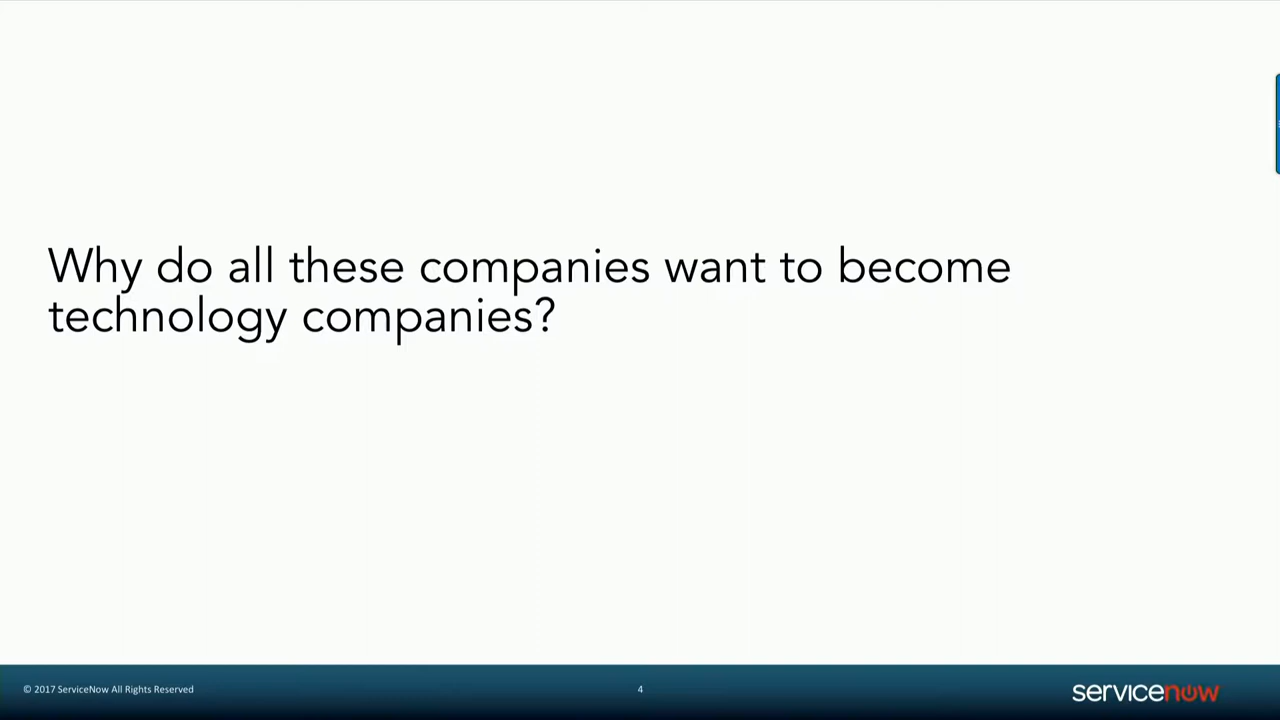 Why do all these companies want to become
technology companies?
© 2017 ServiceNow All Rights Reserved
4
servicenow